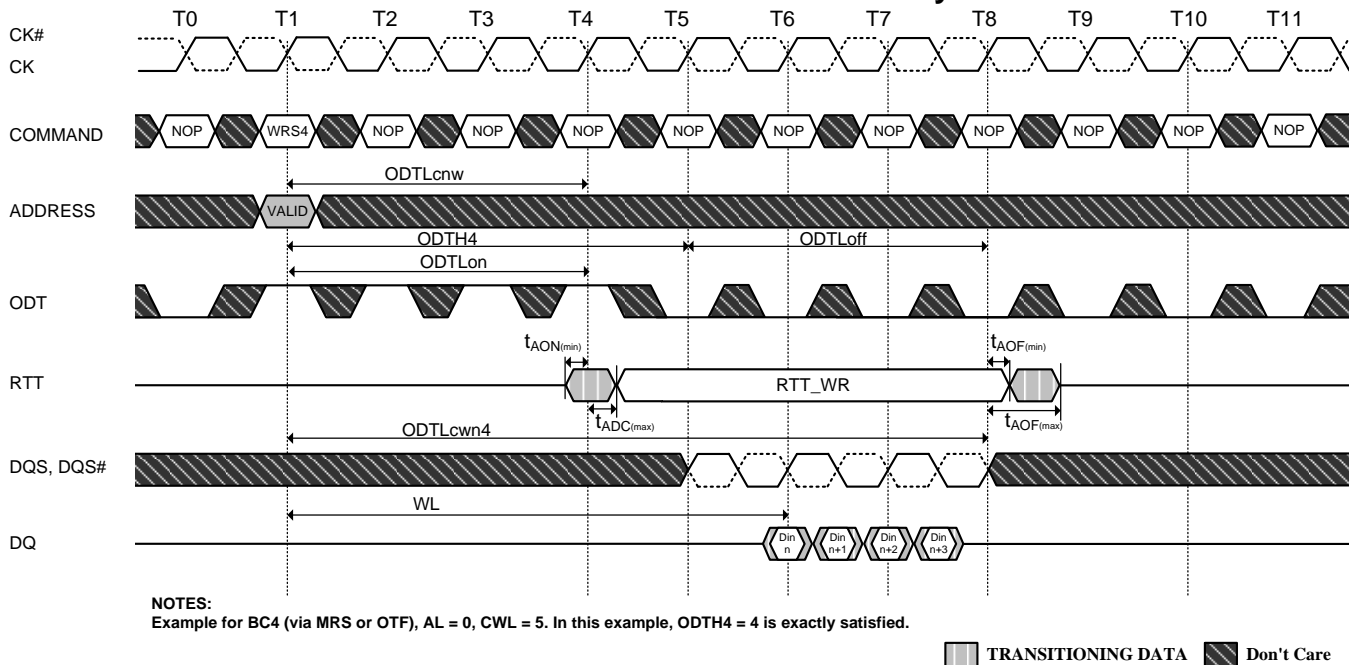 T0 T1 T2 T3 T4 T5 T6 T7 T8 T9 T10 T11
CK#
CK
COMMAND NOP WRS4 NOP NOP NOP NOP NOP NOP NOP NOP NOP NOP
ODTLcnw
ADDRESS VALID
ODTH4 ODTLoff
ODTLon
ODT
tAON(min) tAOF(min)
RTT RTT_WR
tADC(max) tAOF(max)
ODTLcwn4
DQS, DQS#
WL
DQ Din n Din n+1 Din n+2 Din n+3
NOTES:
Example for BC4 (via MRS or OTF), AL = 0, CWL = 5. In this example, ODTH4 = 4 is exactly satisfied.
TRANSITIONING DATA Don't Care